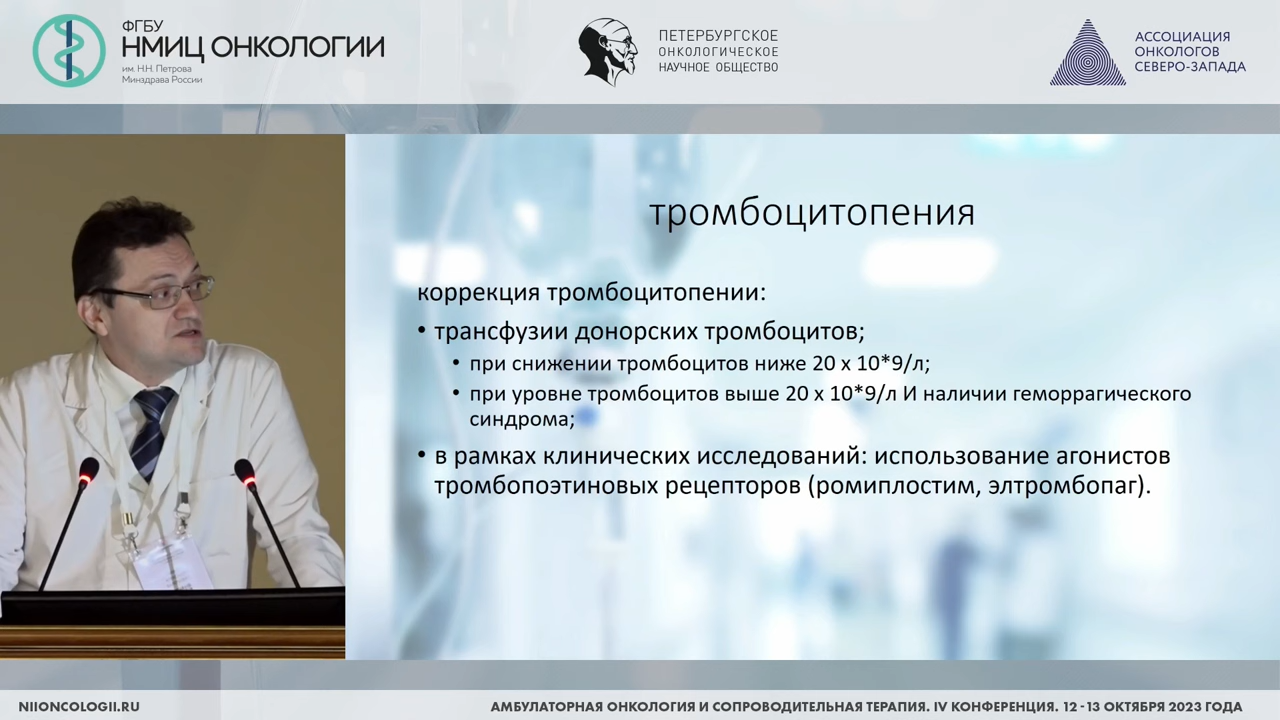 ФГБУ
НМИЦ ОНКОЛОГИИ
им. Н.Н. Петрова
Минздрава России
ПЕТЕРБУРГСКОЕ
ОНКОЛОГИЧЕСКОЕ
НАУЧНОЕ ОБЩЕСТВО
АССОЦИАЦИЯ
ОНКОЛОГОВ
СЕВЕРО-ЗАПАДА
тромбоцитопения
коррекция тромбоцитопении:
• трансфузии донорских тромбоцитов;
• при снижении тромбоцитов ниже 20 х 10*9/л;
• при уровне тромбоцитов выше 20 х 10*9/л И наличии геморрагического
синдрома;
• в рамках клинических исследований: использование агонистов
тромбопоэтиновых рецепторов (ромиплостим, элтромбопаг).
NIIONCOLOGII.RU
АМБУЛАТОРНАЯ ОНКОЛОГИЯ И СОПРОВОДИТЕЛЬНАЯ ТЕРАПИЯ. IV КОНФЕРЕНЦИЯ. 12-13 ОКТЯБРЯ 2023 ГОДА